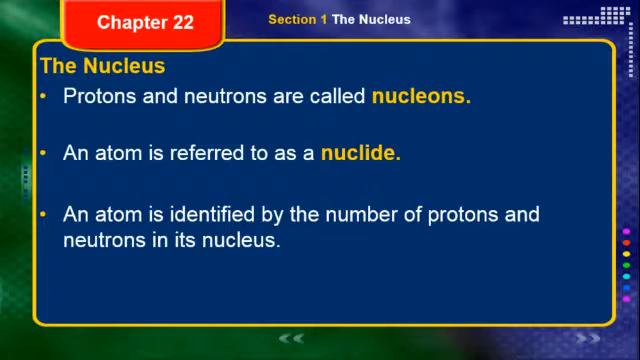 Chapter 22
Section 1 The Nucleus
The Nucleus
• Protons and neutrons are called nucleons.
• An atom is referred to as a nuclide.
• An atom is identified by the number of protons and
neutrons in its nucleus.